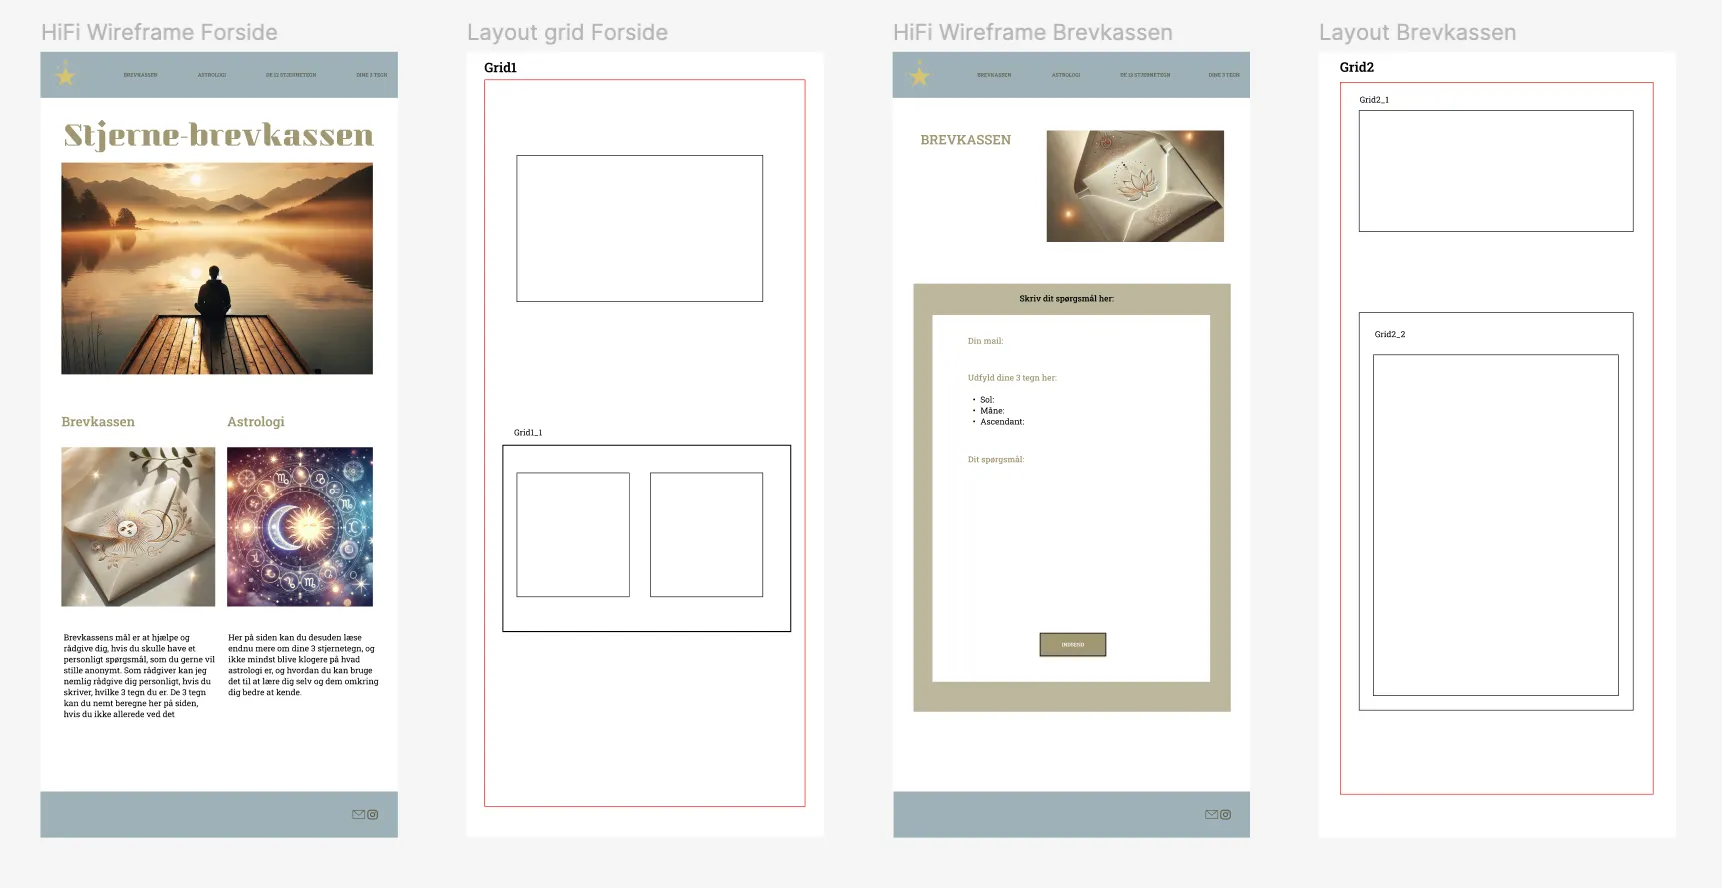 HiFi Wireframe Forside
BREVKASSEN ASTROLOGI DE 12 STJERNETEGN DINE 3 TEGN
Stjerne-brevkassen
Brevkassen
Astrologi
Brevkassens mål er at hjælpe og
rådgive dig, hvis du skulle have et
personligt spørgsmål, som du gerne vil
stille anonymt. Som rådgiver kan jeg
nemlig rådgive dig personligt, hvis du
skriver, hvilke 3 tegn du er. De 3 tegn
kan du nemt beregne her på siden,
hvis du ikke allerede ved det
Her på siden kan du desuden læse
endnu mere om dine 3 stjernetegn, og
ikke mindst blive klogere på hvad
astrologi er, og hvordan du kan bruge
det til at lære dig selv og dem omkring
dig bedre at kende.
Layout grid Forside
Grid1
Grid1_1
HiFi Wireframe Brevkassen
BREVKASSEN ASTROLOGI DE 12 STJERNETEGN DINE 3 TEGN
BREVKASSEN
Skriv dit spørgsmål her:
Din mail:
Udfyld dine 3 tegn her:
• Sol:
• Måne:
• Ascendant:
Dit spørgsmål:
INDSEND
Layout Brevkassen
Grid2
Grid2_1
Grid2_2